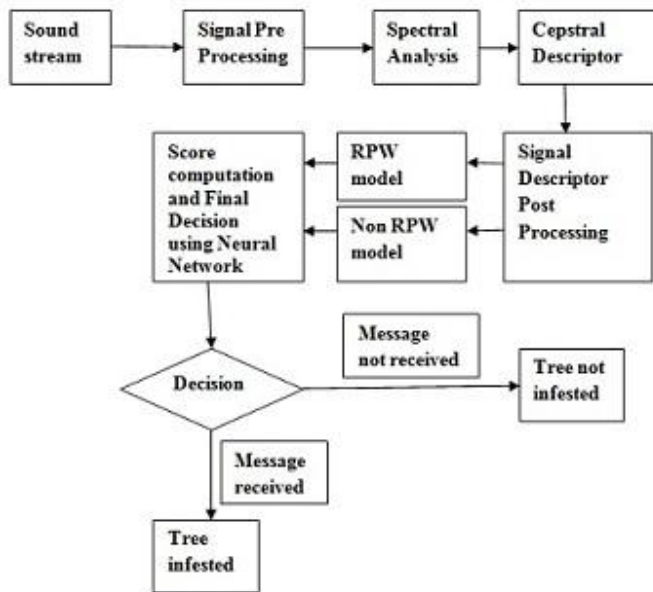 Sound
stream
Signal Pre
Processing
Spectral
Analysis
Cepstral
Descriptor
Score
computation
and Final
Decision
using Neural
Network
RPW
model
Non RPW
model
Signal
Descriptor
Post
Processing
Message
not received
Decision
Tree not
infested
Message
received
Tree
infested